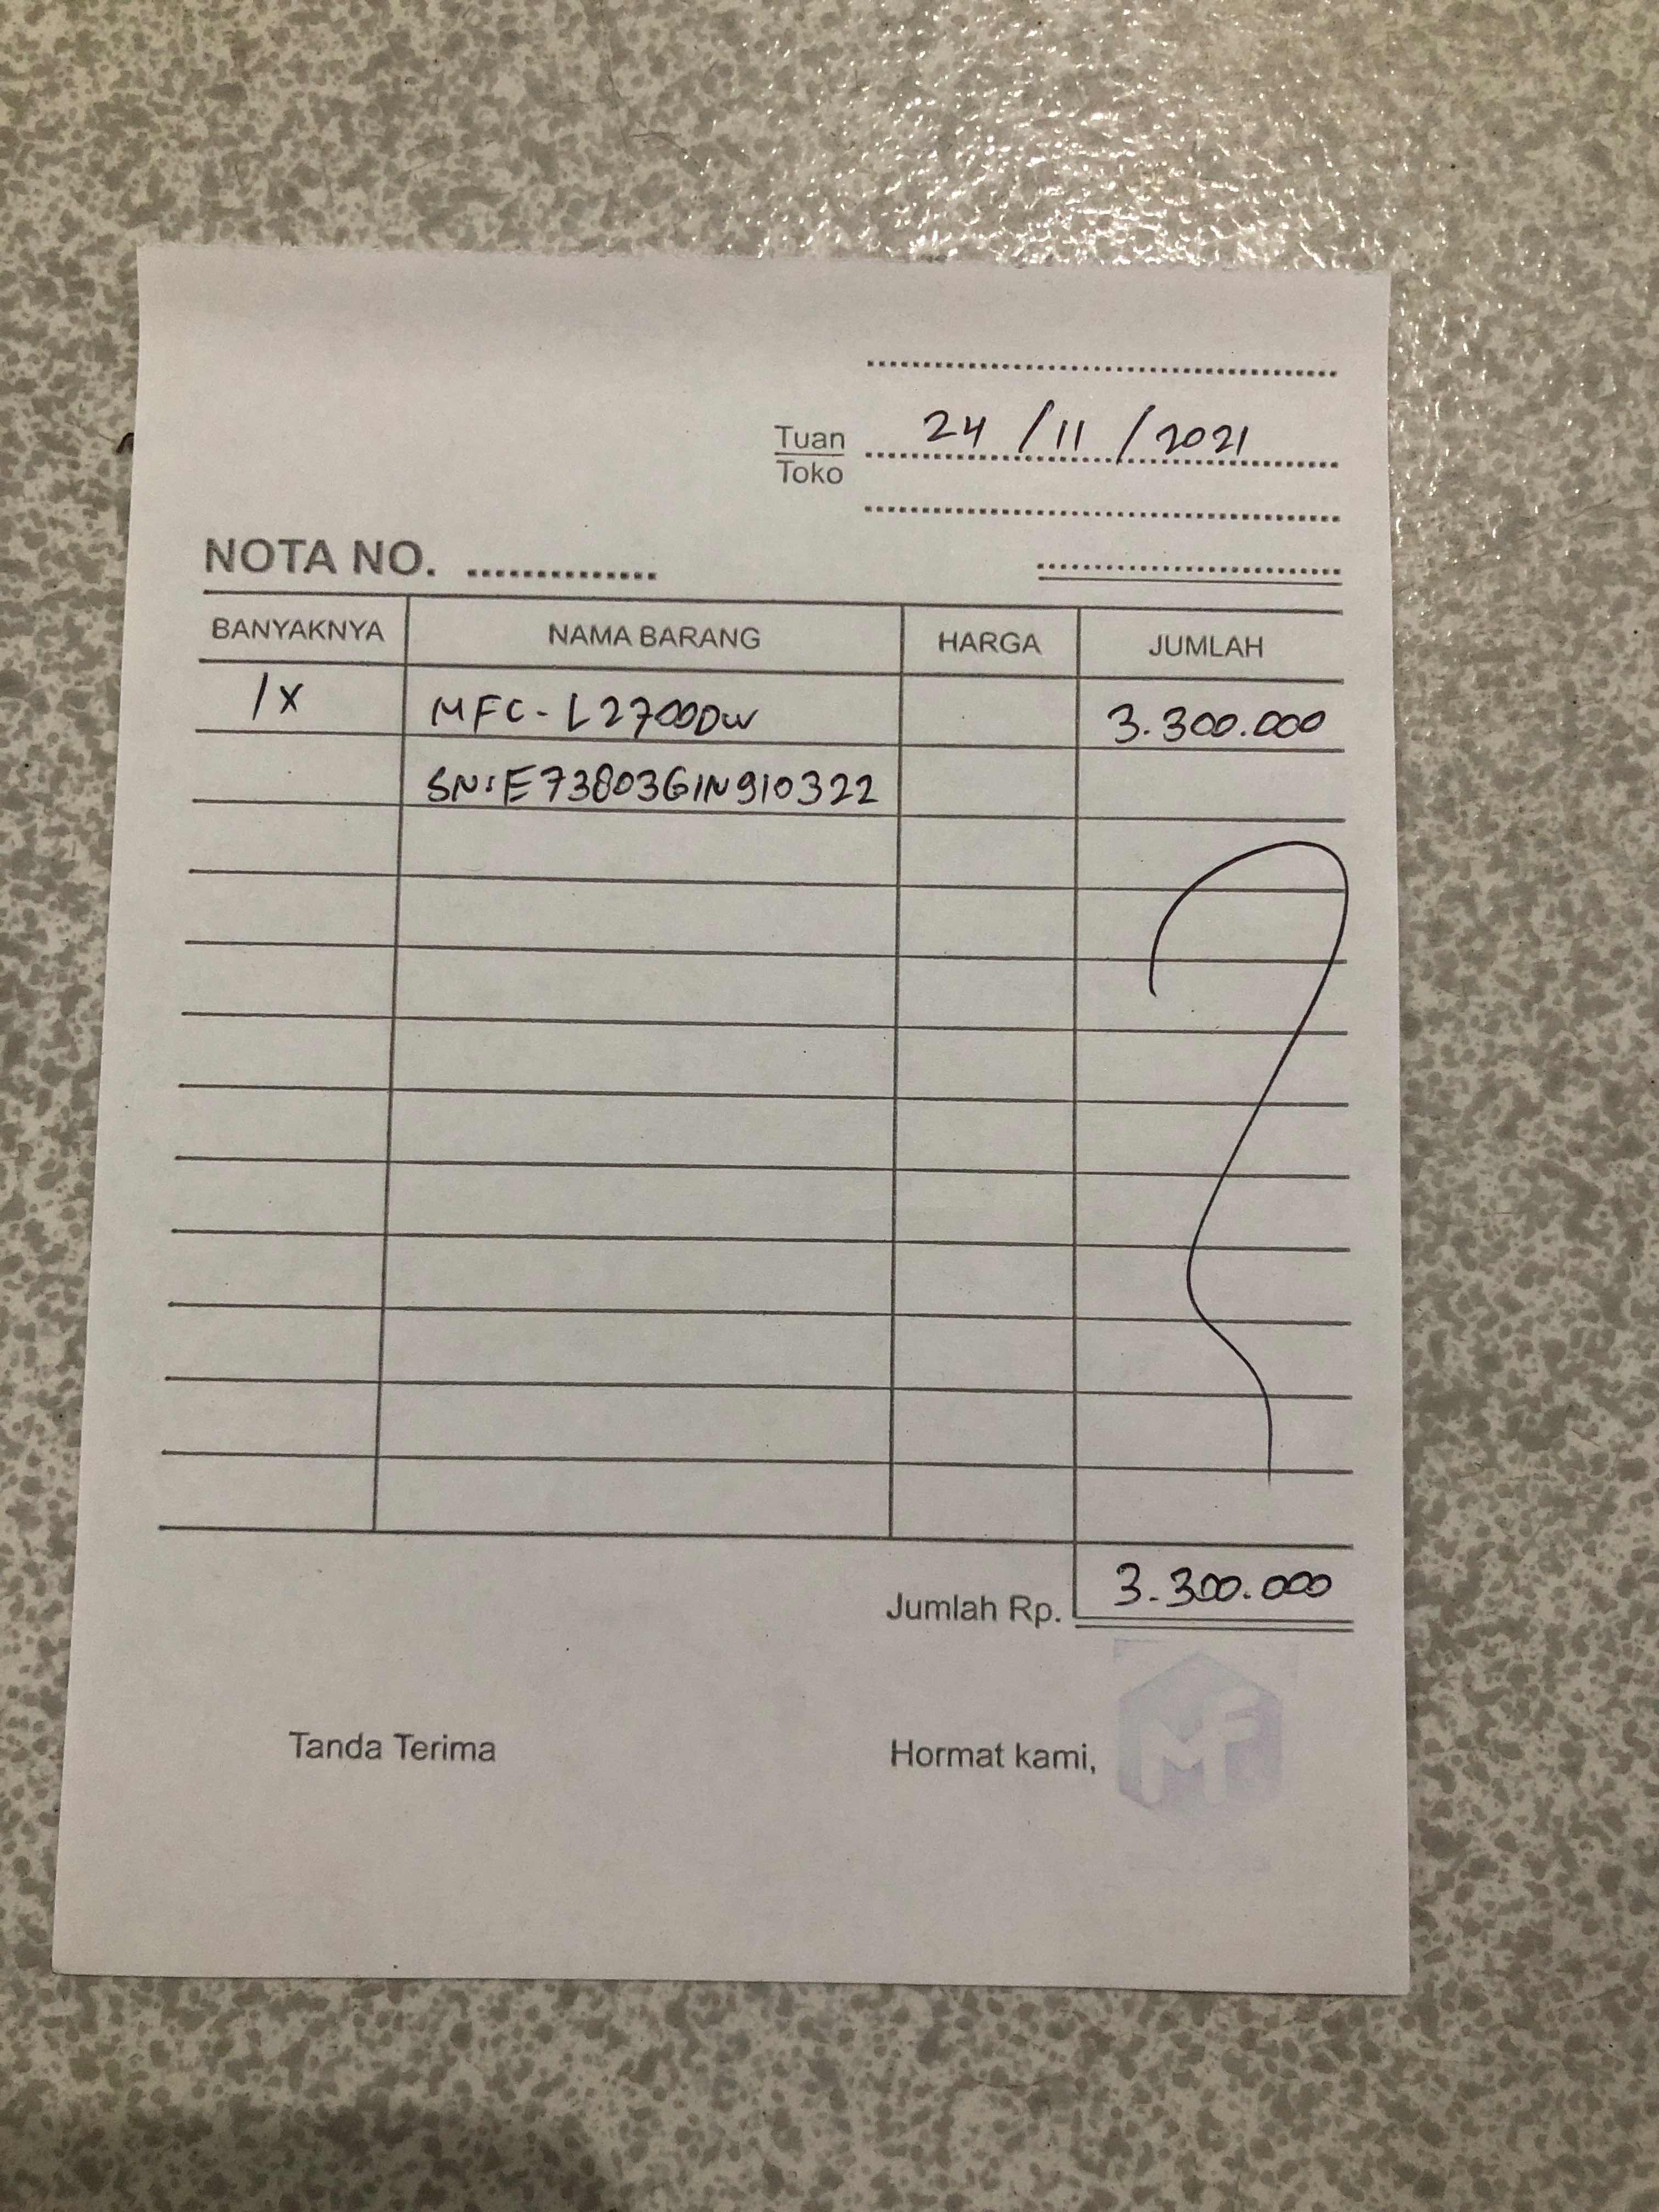 Tuan 24/11/2021
Toko
NOTA NO. ..............
BANYAKNYA NAMA BARANG HARGA JUMLAH
1X MFC-L2700DW 3.300.000
SN:E73803G1N910322
Jumlah Rp. 3.300.000
Tanda Terima Hormat kami,
MF